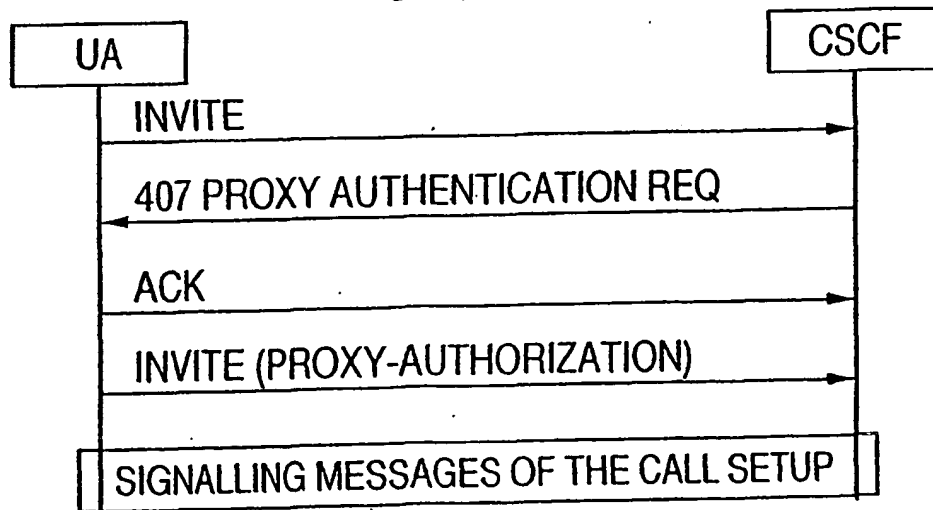 UA
CSCF
INVITE
407 PROXY AUTHENTICATION REQ
ACK
INVITE (PROXY-AUTHORIZATION)
SIGNALLING MESSAGES OF THE CALL SETUP